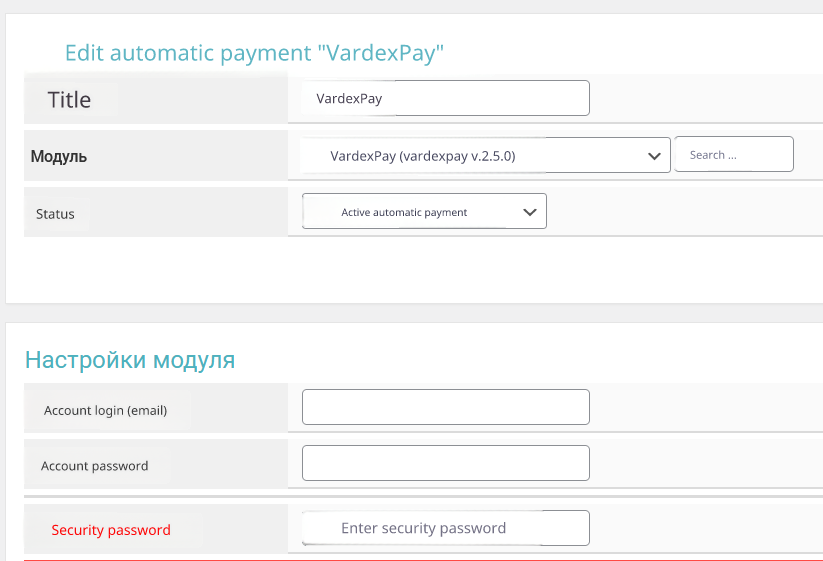 Edit automatic payment "VardexPay"
Title
VardexPay
Модуль
VardexPay (vardexpay v.2.5.0)
Search ...
Status
Active automatic payment
Настройки модуля
Account login (email)
Account password
Security password
Enter security password